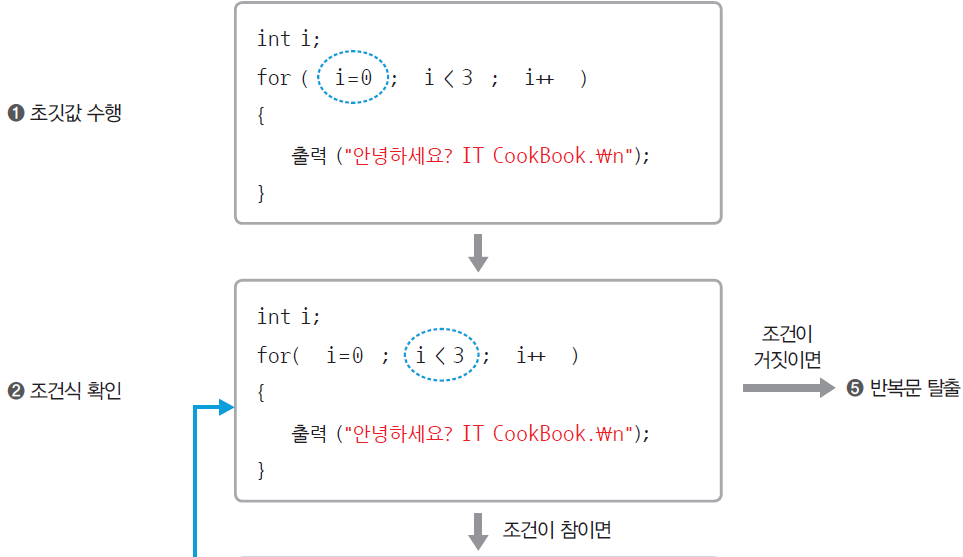 int i;
for ( i=0 ; i < 3 ; i++ )
{
출력 ("안녕하세요? IT CookBook.₩n");
}
❶ 초깃값 수행
int i;
for( i=0 ; i < 3 ; i++ )
{
출력 ("안녕하세요? IT CookBook.₩n");
}
❷ 조건식 확인
조건이
거짓이면
❺ 반복문 탈출
조건이 참이면